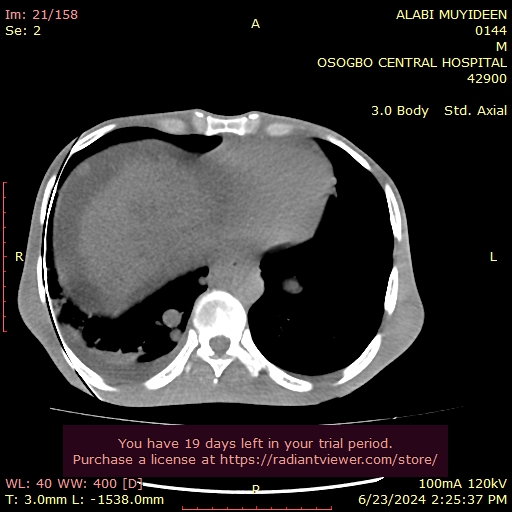 Im: 21/158
Se: 2
A
ALABI MUYIDEEN
0144
M
OSOGBO CENTRAL HOSPITAL
42900
3.0 Body Std. Axial
R
L
You have 19 days left in your trial period.
Purchase a license at https://radiantviewer.com/store/
WL: 40 WW: 400 [D]
T: 3.0mm L: -1538.0mm
P
100mA 120kV
6/23/2024 2:25:37 PM